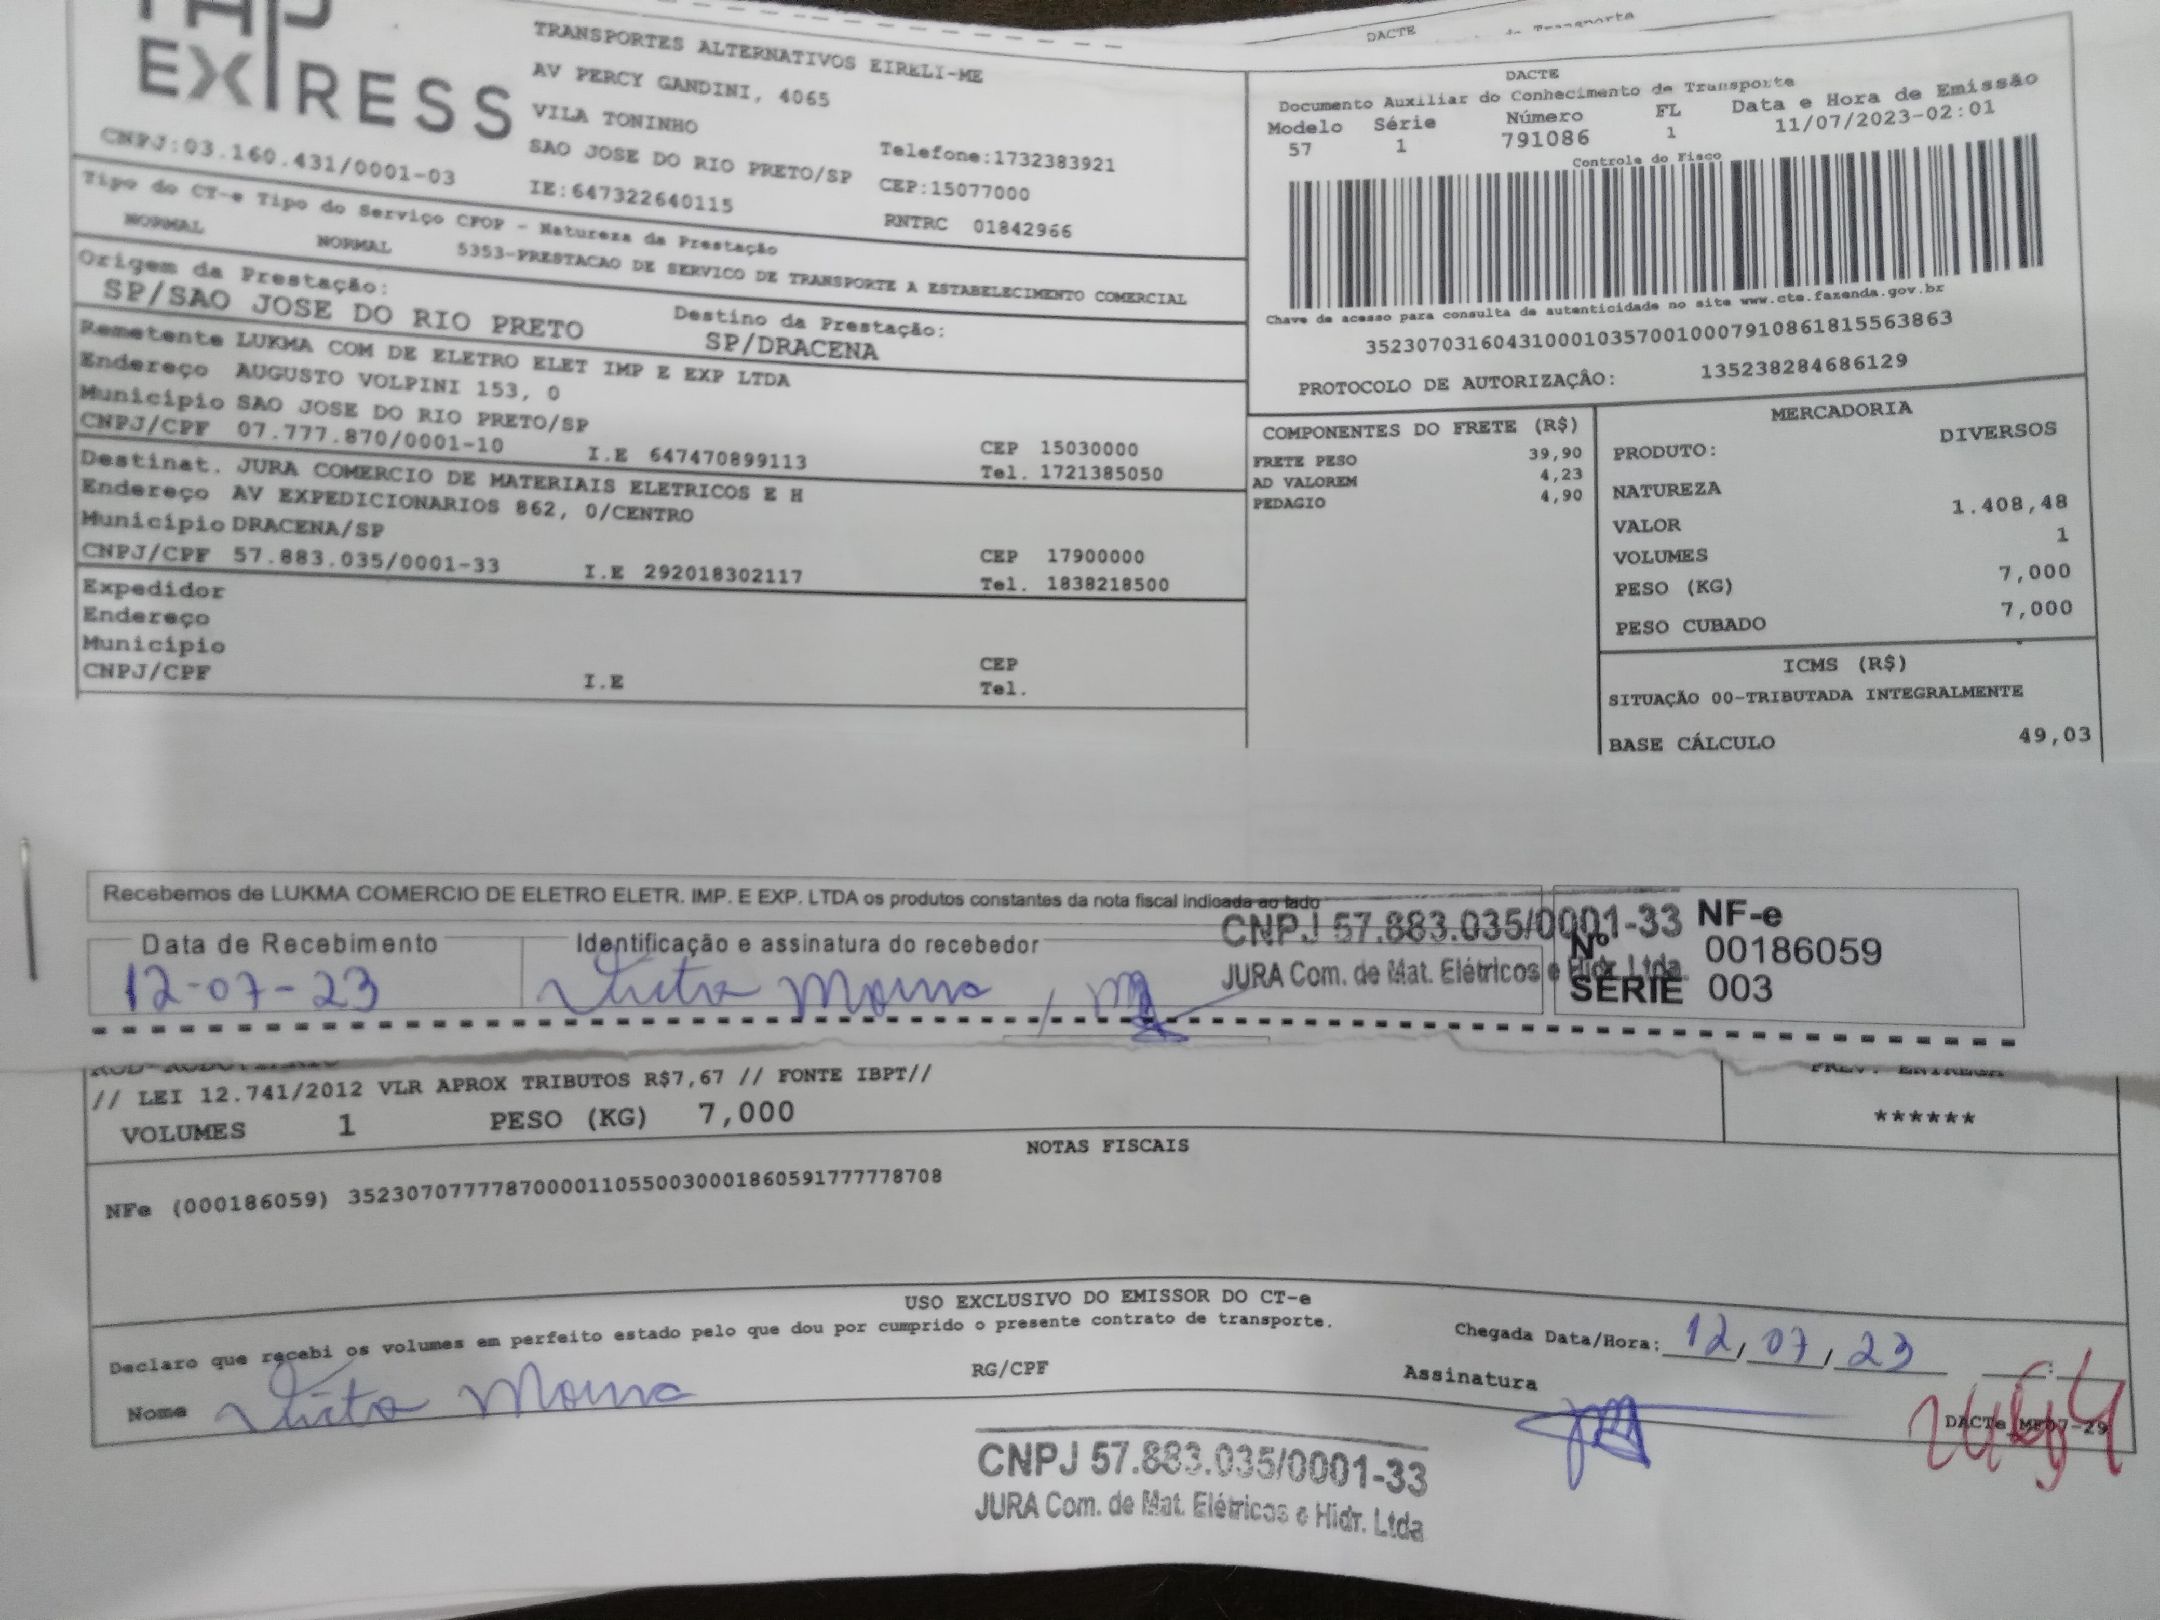 EXPRESS
CNPJ:03.160.431/0001-03
TRANSPORTES ALTERNATIVOS EIRELI-ME
AV PERCY GANDINI, 4065
VILA TONINHO
SAO JOSE DO RIO PRETO/SP
IE:647322640115
Telefone:1732383921
CEP:15077000
RNTRC 01842966
DACTE
DACTE
Documento Auxiliar do Conhecimento de Transporte
Modelo Série Número FL Data e Hora de Emissão
57 1 791086 1 11/07/2023-02:01
Controle do Fisco
Chave de acesso para consulta de autenticidade no site www.cte.fazenda.gov.br
35230703160431000103570010007910861815563863
PROTOCOLO DE AUTORIZAÇÂO: 135238284686129
Tipo do CT-e Tipo do Serviço CFOP - Natureza da Prestação
NORMAL NORMAL 5353-PRESTACAO DE SERVICO DE TRANSPORTE A ESTABELECIMENTO COMERCIAL
Origem da Prestação: Destino da Prestação:
SP/SAO JOSE DO RIO PRETO SP/DRACENA
Remetente LUKMA COM DE ELETRO ELET IMP E EXP LTDA
Endereço AUGUSTO VOLPINI 153, 0
Municipio SAO JOSE DO RIO PRETO/SP CEP 15030000
CNPJ/CPF 07.777.870/0001-10 I.E 647470899113 Tel. 1721385050
Destinat. JURA COMERCIO DE MATERIAIS ELETRICOS E H
Endereço AV EXPEDICIONARIOS 862, 0/CENTRO
Municipio DRACENA/SP CEP 17900000
CNPJ/CPF 57.883.035/0001-33 I.E 292018302117 Tel. 1838218500
Expedidor
Endereço
Municipio CEP
CNPJ/CPF I.E Tel.
COMPONENTES DO FRETE (R$)
FRETE PESO 39,90
AD VALOREM 4,23
PEDAGIO 4,90
MERCADORIA
PRODUTO: DIVERSOS
NATUREZA
VALOR 1.408,48
VOLUMES 1
PESO (KG) 7,000
PESO CUBADO 7,000
ICMS (R$)
SITUAÇÃO 00-TRIBUTADA INTEGRALMENTE
BASE CÁLCULO 49,03
Recebemos de LUKMA COMERCIO DE ELETRO ELETR. IMP. E EXP. LTDA os produtos constantes da nota fiscal indicada ao lado
Data de Recebimento Identificação e assinatura do recebedor
12-07-23
CNPJ 57.883.035/0001-33
JURA Com. de Mat. Elétricos e Hidr. Ltda
NF-e
Nº 00186059
SÉRIE 003
PREV. ENTREGA
// LEI 12.741/2012 VLR APROX TRIBUTOS R$7,67 // FONTE IBPT//
VOLUMES 1 PESO (KG) 7,000 ******
NOTAS FISCAIS
NFe (000186059) 35230707777870000110550030001860591777778708
USO EXCLUSIVO DO EMISSOR DO CT-e
Declaro que recebi os volumes em perfeito estado pelo que dou por cumprido o presente contrato de transporte.
Chegada Data/Hora: 12, 07, 23 :
Nome RG/CPF Assinatura
CNPJ 57.883.035/0001-33
JURA Com. de Mat. Elétricos e Hidr. Ltda